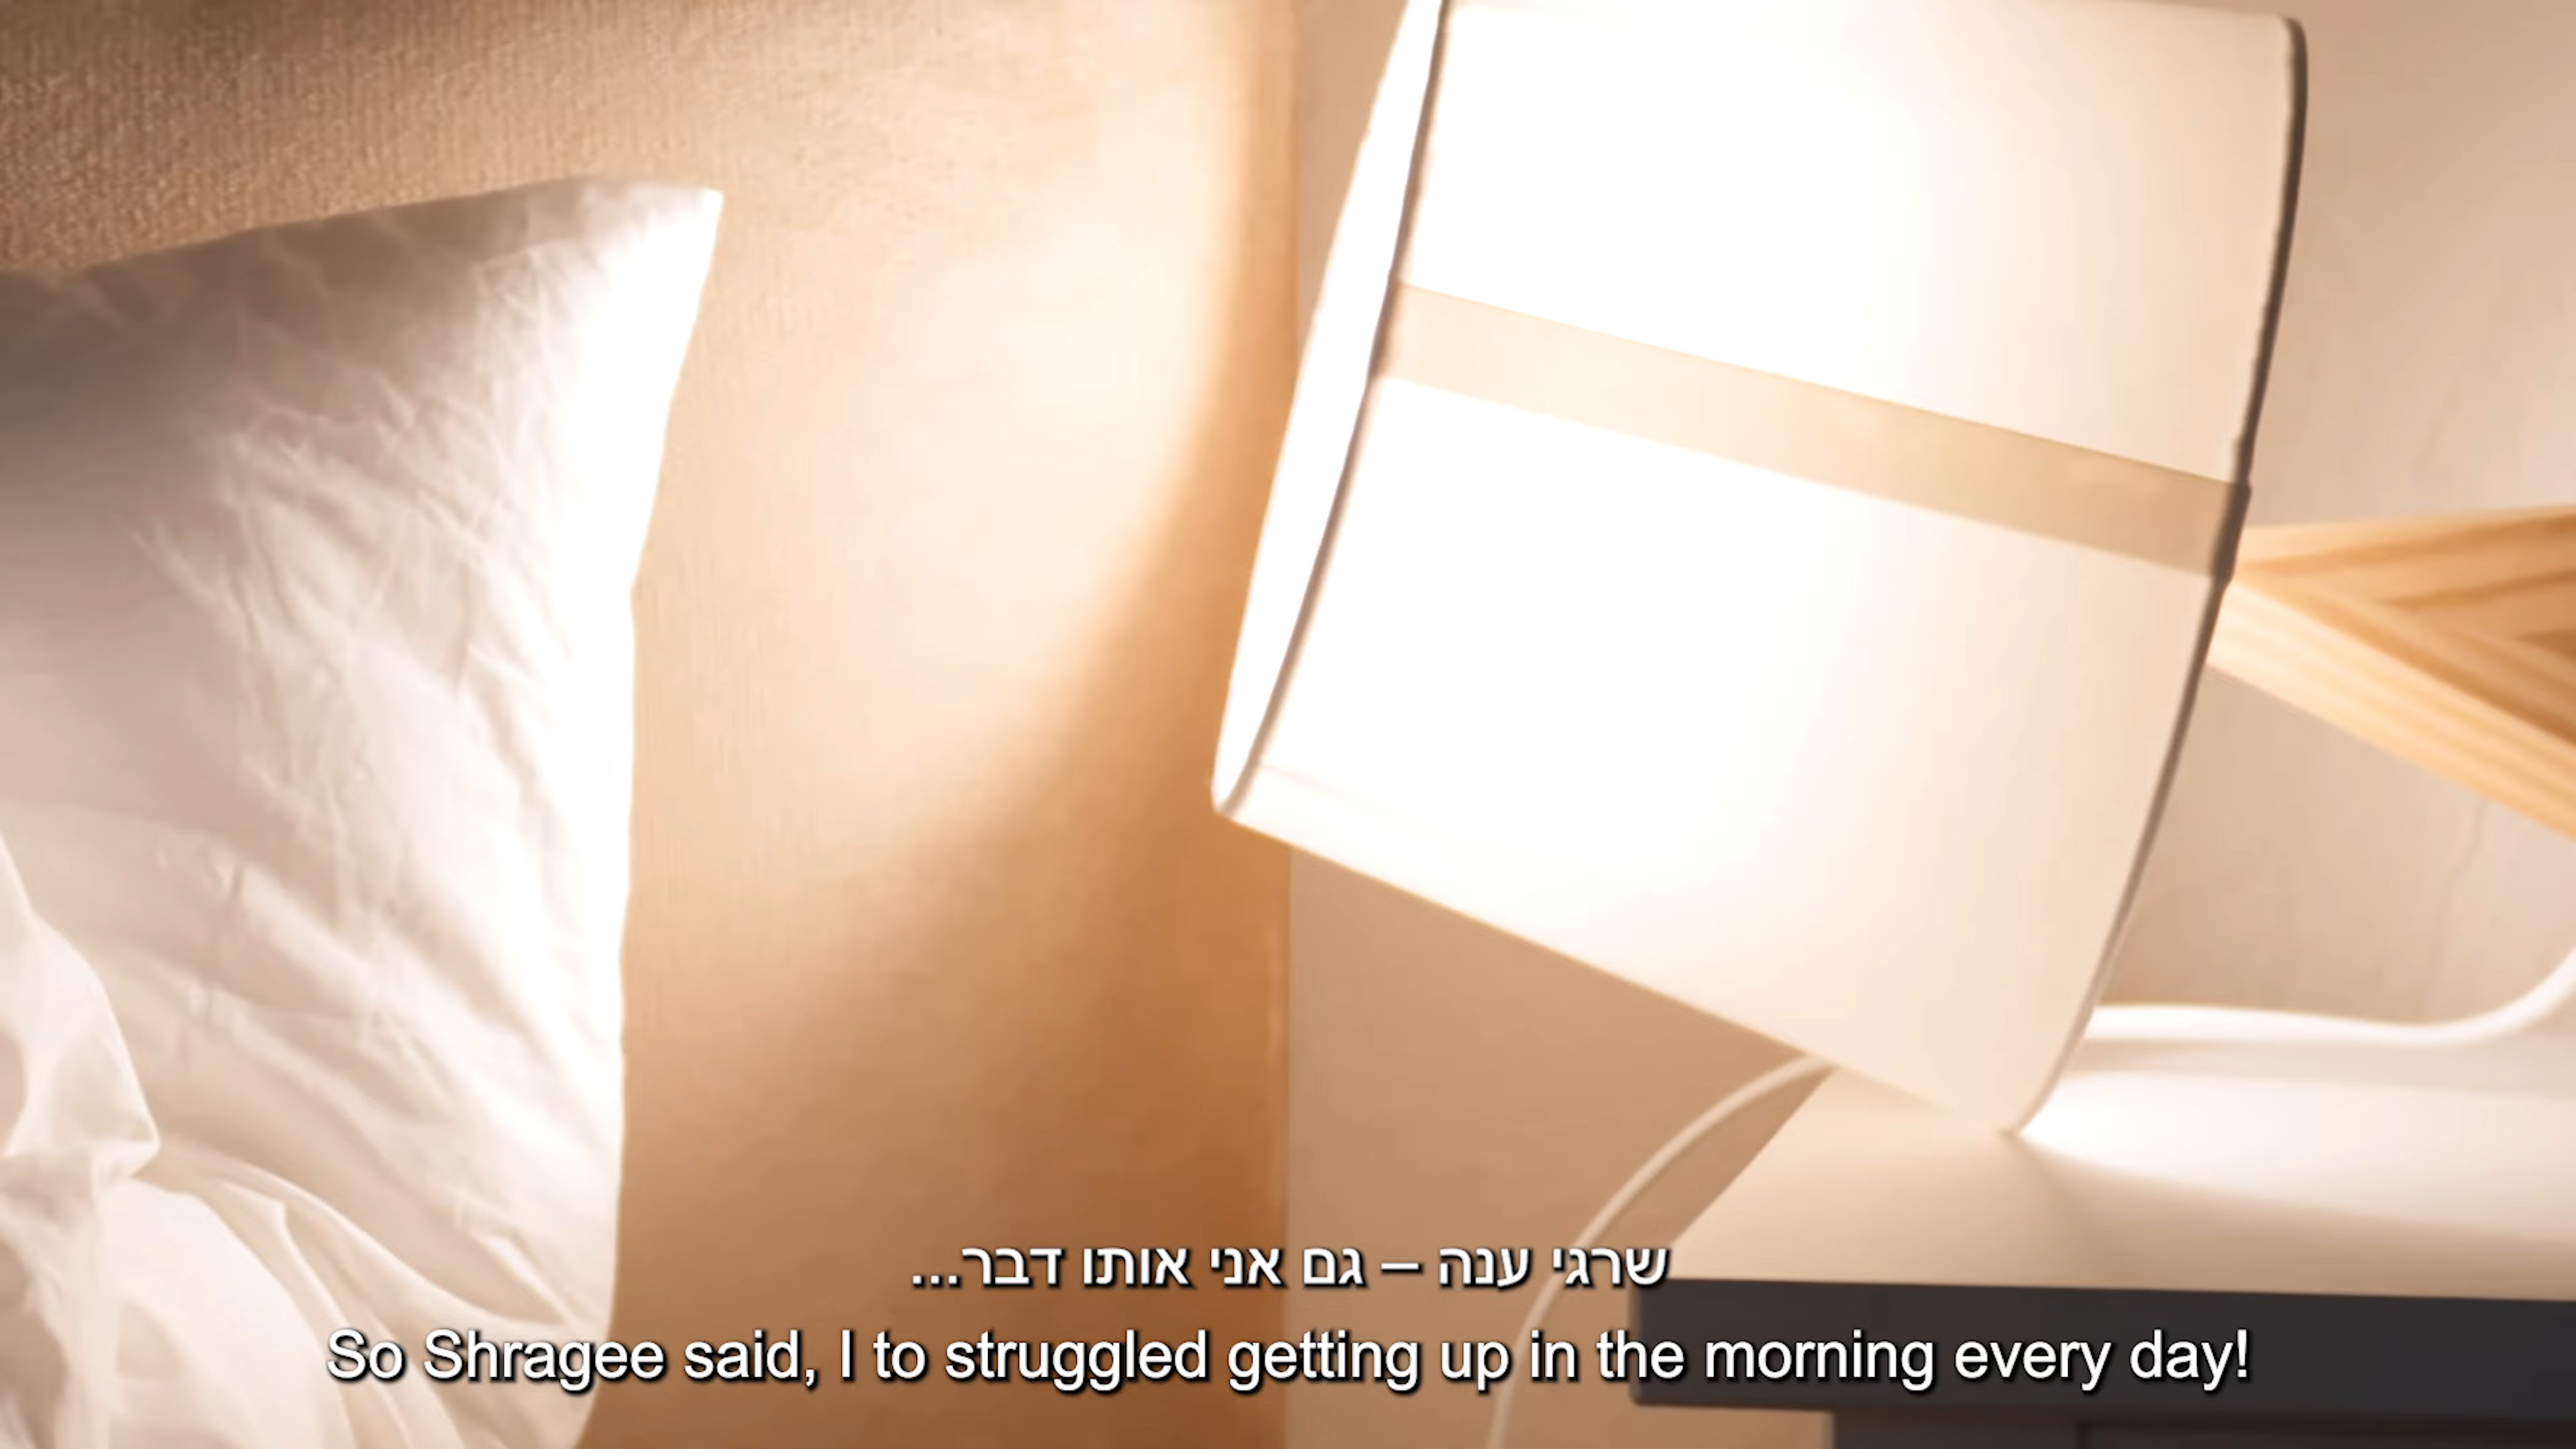 שרגי ענה – גם אני אותו דבר...
So Shragee said, I to struggled getting up in the morning every day!